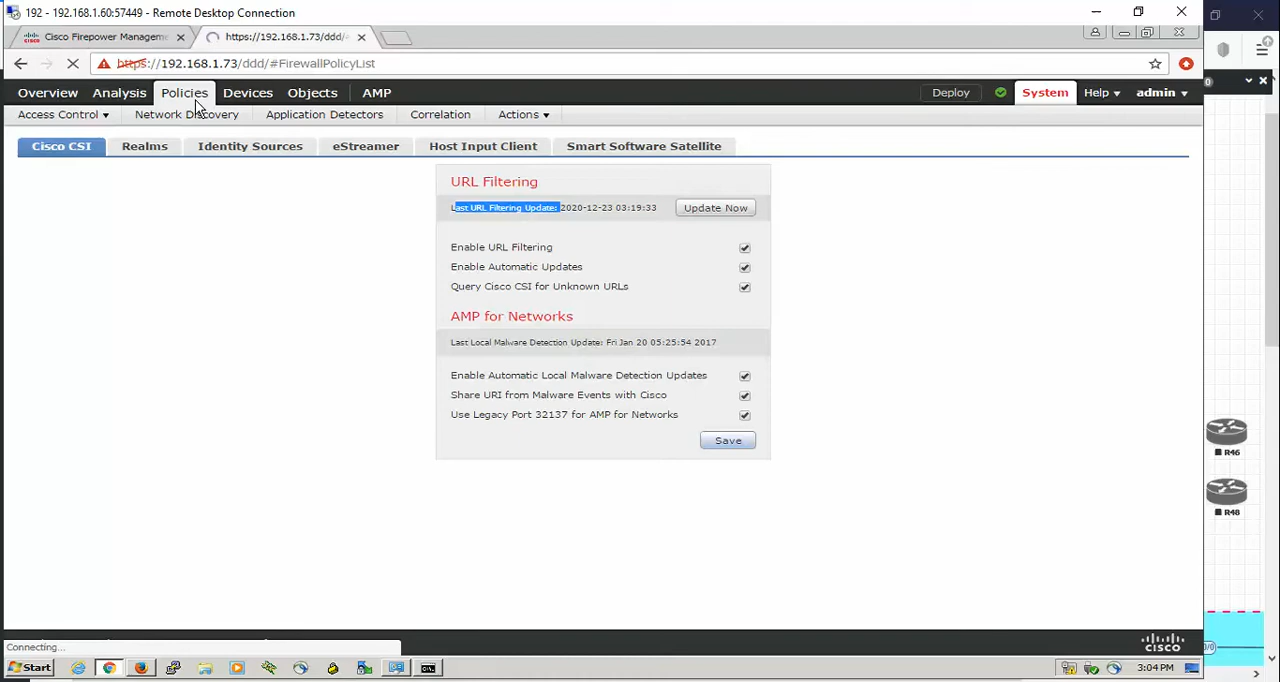 192 - 192.168.1.60:57449 - Remote Desktop Connection
Cisco Firepower Managem
https://192.168.1.73/ddd/
https://192.168.1.73/ddd/#FirewallPolicyList
Overview Analysis Policies Devices Objects AMP Deploy System Help admin
Access Control Network Discovery Application Detectors Correlation Actions
Cisco CSI Realms Identity Sources eStreamer Host Input Client Smart Software Satellite
URL Filtering
Last URL Filtering Update: 2020-12-23 03:19:33 Update Now
Enable URL Filtering
Enable Automatic Updates
Query Cisco CSI for Unknown URLs
AMP for Networks
Last Local Malware Detection Update: Fri Jan 20 05:25:54 2017
Enable Automatic Local Malware Detection Updates
Share URI from Malware Events with Cisco
Use Legacy Port 32137 for AMP for Networks
Save
R46
R48
Connecting...
cisco
Start 3:04 PM